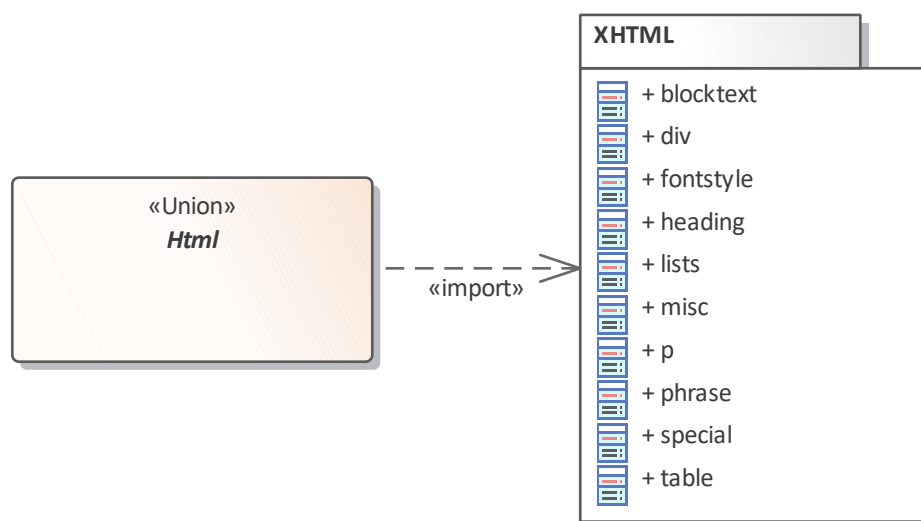 XHTML
+ blocktext
+ div
+ fontstyle
+ heading
+ lists
+ misc
+ p
+ phrase
+ special
+ table
«Union»
Html
«import»